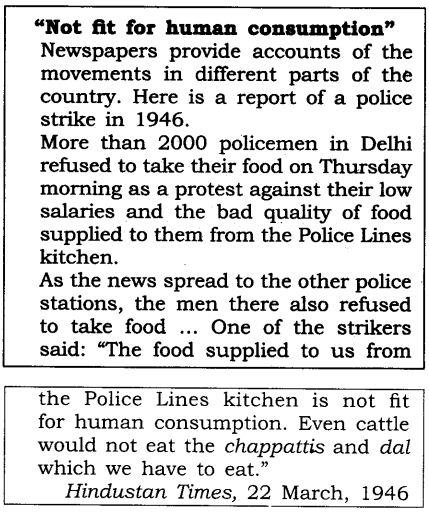 “Not fit for human consumption”
Newspapers provide accounts of the
movements in different parts of the
country. Here is a report of a police
strike in 1946.
More than 2000 policemen in Delhi
refused to take their food on Thursday
morning as a protest against their low
salaries and the bad quality of food
supplied to them from the Police Lines
kitchen.
As the news spread to the other police
stations, the men there also refused
to take food ... One of the strikers
said: “The food supplied to us from
the Police Lines kitchen is not fit
for human consumption. Even cattle
would not eat the chappattis and dal
which we have to eat.”
Hindustan Times, 22 March, 1946